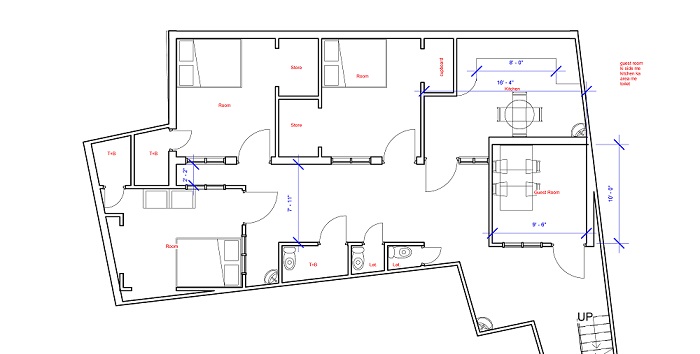 guest room
k side me
kitchen ka
area me
toilet
8' - 0"
16' - 4"
Kitchen
Store
cupboard
Room
Room
Store
T+B
T+B
2' - 2"
7' - 11"
Guest Room
10' - 0"
9' - 6"
Room
T+B
Lat.
Lat.
UP